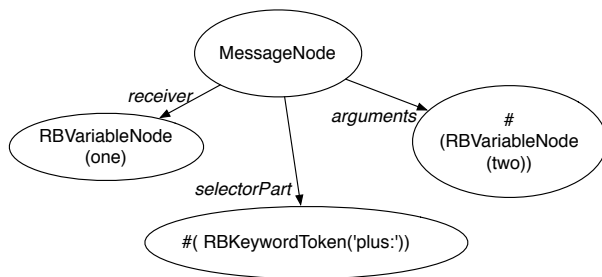 MessageNode
receiver
arguments
RBVariableNode
(one)
#
(RBVariableNode
(two))
selectorPart
#( RBKeywordToken('plus:'))